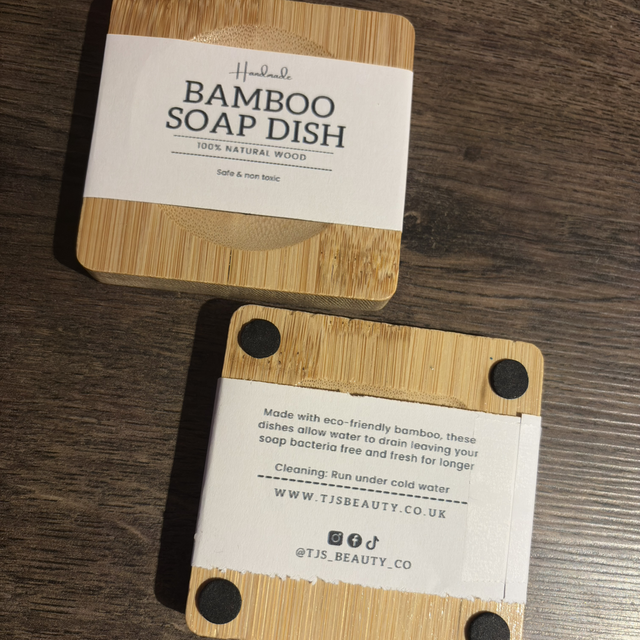 Handmade
BAMBOO
SOAP DISH
100% NATURAL WOOD
Safe & non toxic
Made with eco-friendly bamboo, these
dishes allow water to drain leaving your
soap bacteria free and fresh for longer
Cleaning: Run under cold water
WWW.TJSBEAUTY.CO.UK
@TJS_BEAUTY_CO